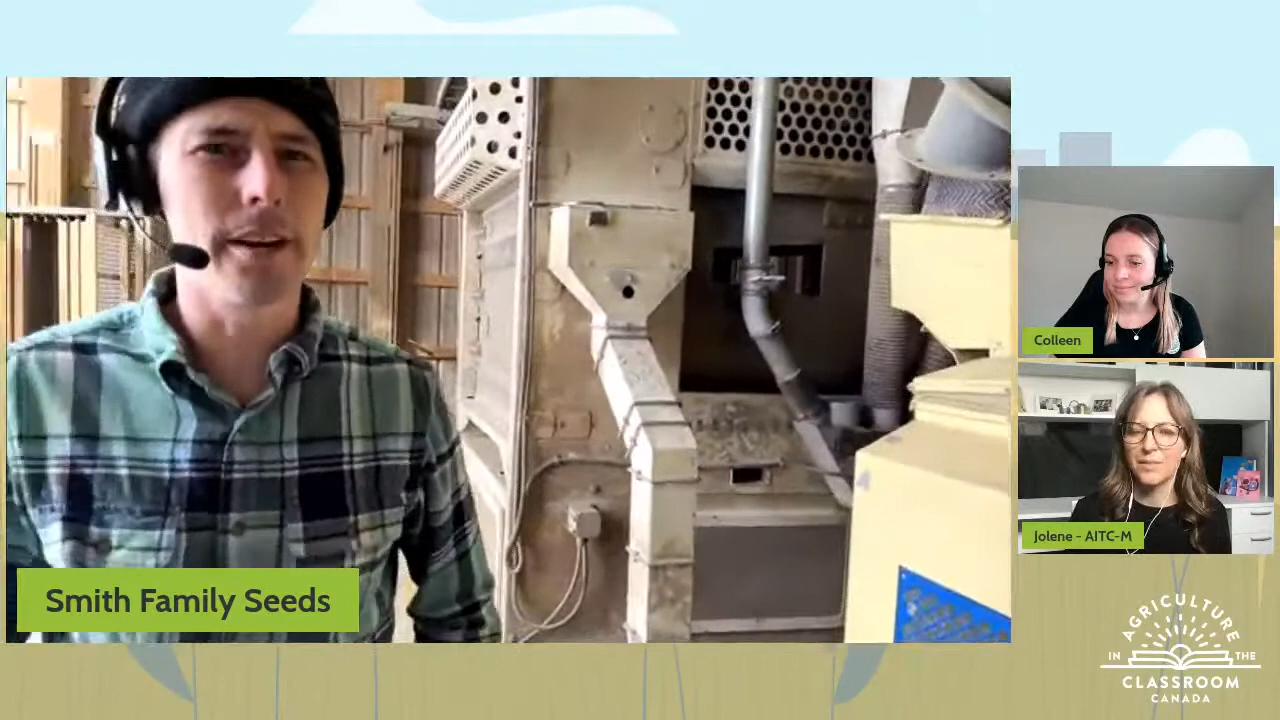 Smith Family Seeds
Colleen
Jolene - AITC-M
AGRICULTURE
IN THE
CLASSROOM
CANADA